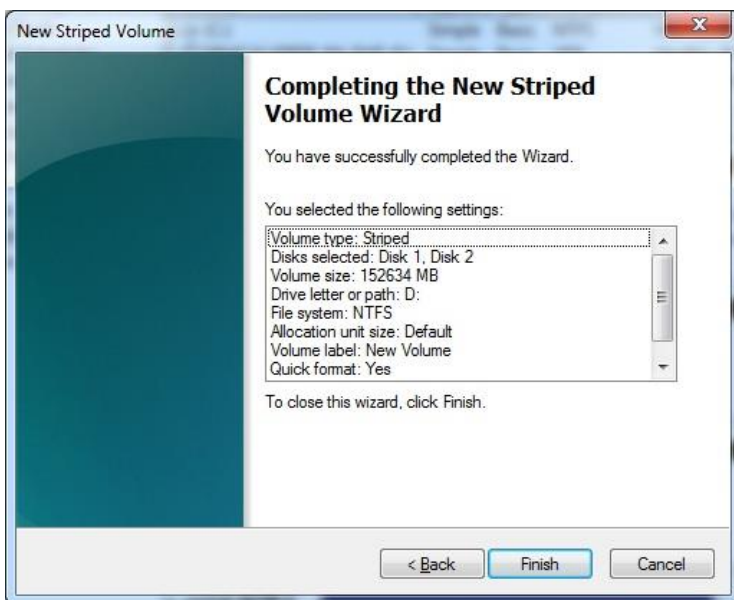 New Striped Volume
Completing the New Striped
Volume Wizard
You have successfully completed the Wizard.
You selected the following settings:
Volume type: Striped
Disks selected: Disk 1, Disk 2
Volume size: 152634 MB
Drive letter or path: D:
File system: NTFS
Allocation unit size: Default
Volume label: New Volume
Quick format: Yes
To close this wizard, click Finish.
< Back
Finish
Cancel